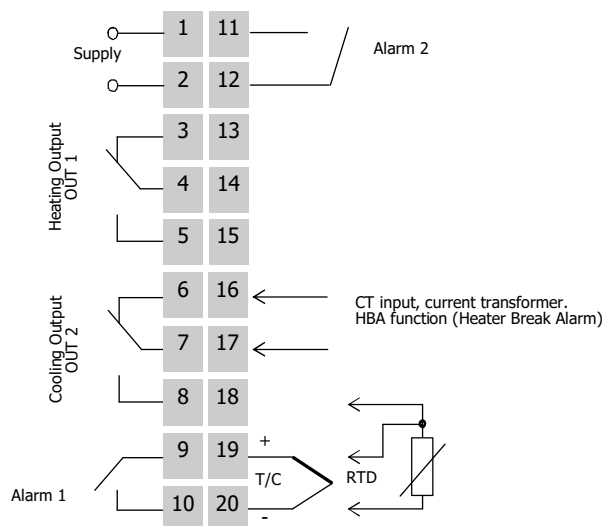 1 11
Supply
Alarm 2
2 12
3 13
Heating Output
OUT 1
4 14
5 15
6 16
CT input, current transformer.
HBA function (Heater Break Alarm)
Cooling Output
OUT 2
7 17
8 18
9 19
+
T/C
RTD
Alarm 1
10 20
-